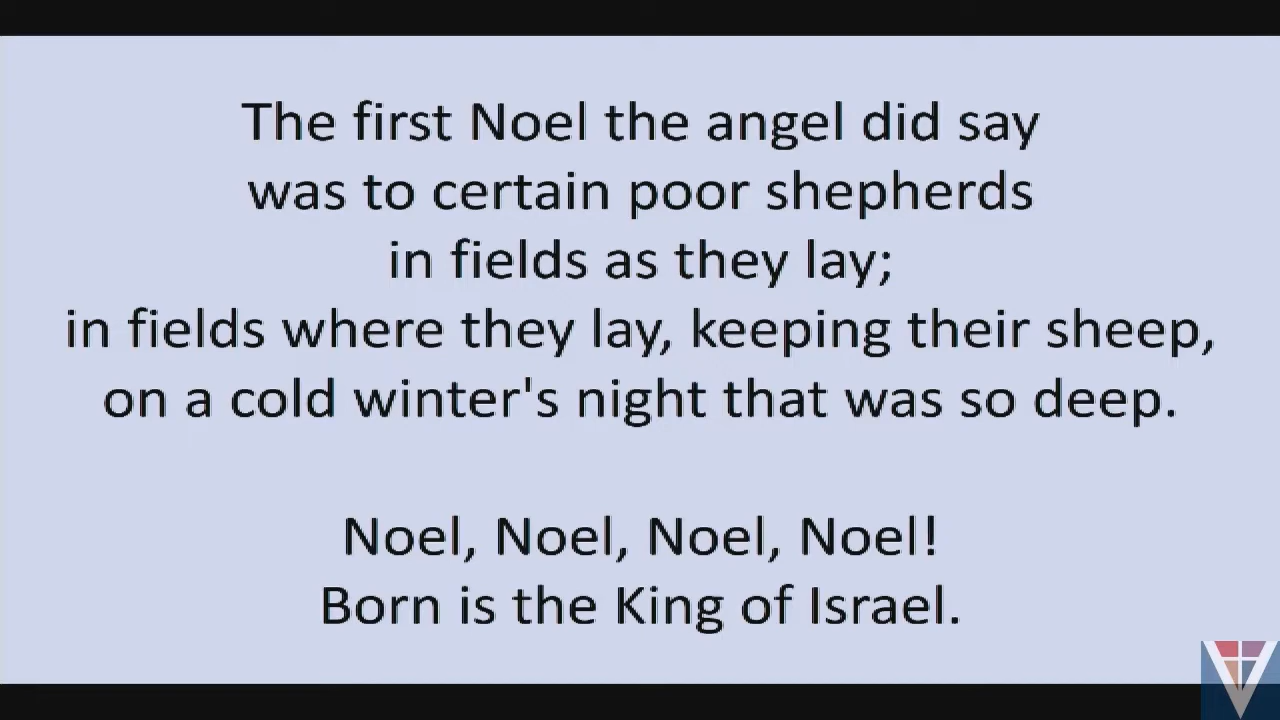 The first Noel the angel did say
was to certain poor shepherds
in fields as they lay;
in fields where they lay, keeping their sheep,
on a cold winter's night that was so deep.
Noel, Noel, Noel, Noel!
Born is the King of Israel.